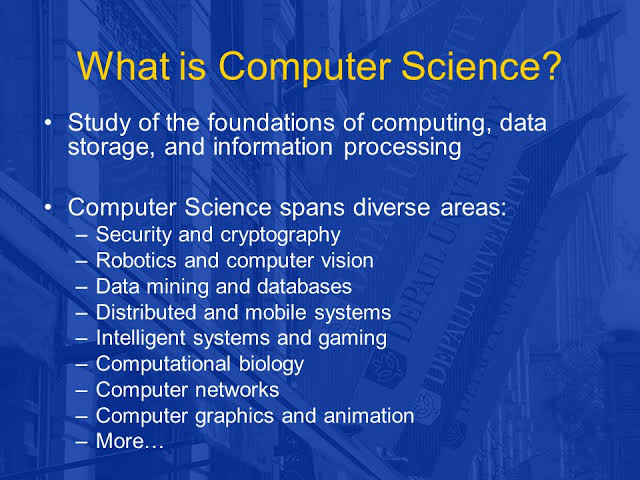 What is Computer Science?
• Study of the foundations of computing, data
storage, and information processing
• Computer Science spans diverse areas:
– Security and cryptography
– Robotics and computer vision
– Data mining and databases
– Distributed and mobile systems
– Intelligent systems and gaming
– Computational biology
– Computer networks
– Computer graphics and animation
– More…
DEPAUL UNIVERSITY
DEPAUL UNIVERSITY